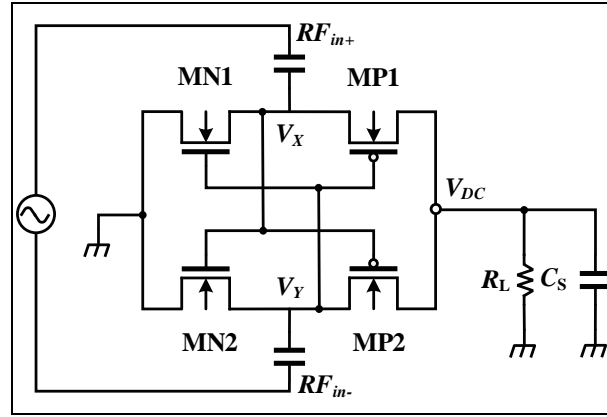 RFin+
MN1
MP1
VX
VDC
VY
RL
CS
MN2
MP2
RFin-